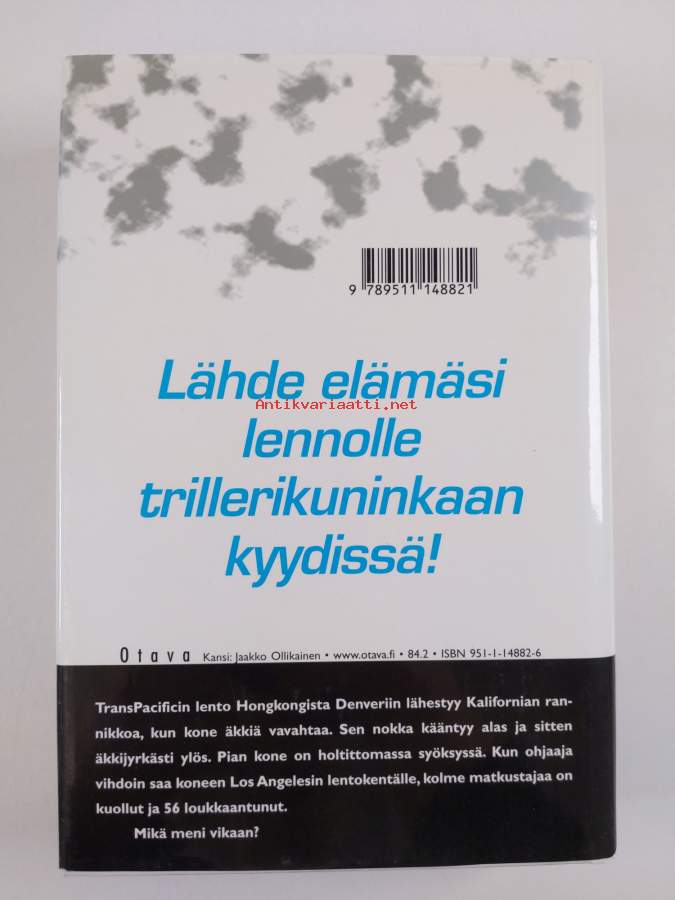 9 789511 148821
Lähde elämäsi
Antikvariaatti.net
lennolle
trillerikuninkaan
kyydissä!
Otava Kansi: Jaakko Ollikainen • www.otava.fi • 84.2 • ISBN 951-1-14882-6
TransPacificin lento Hongkongista Denveriin lähestyy Kalifornian ran-
nikkoa, kun kone äkkiä vavahtaa. Sen nokka kääntyy alas ja sitten
äkkijyrkästi ylös. Pian kone on holtittomassa syöksyssä. Kun ohjaaja
vihdoin saa koneen Los Angelesin lentokentälle, kolme matkustajaa on
kuollut ja 56 loukkaantunut.
Mikä meni vikaan?